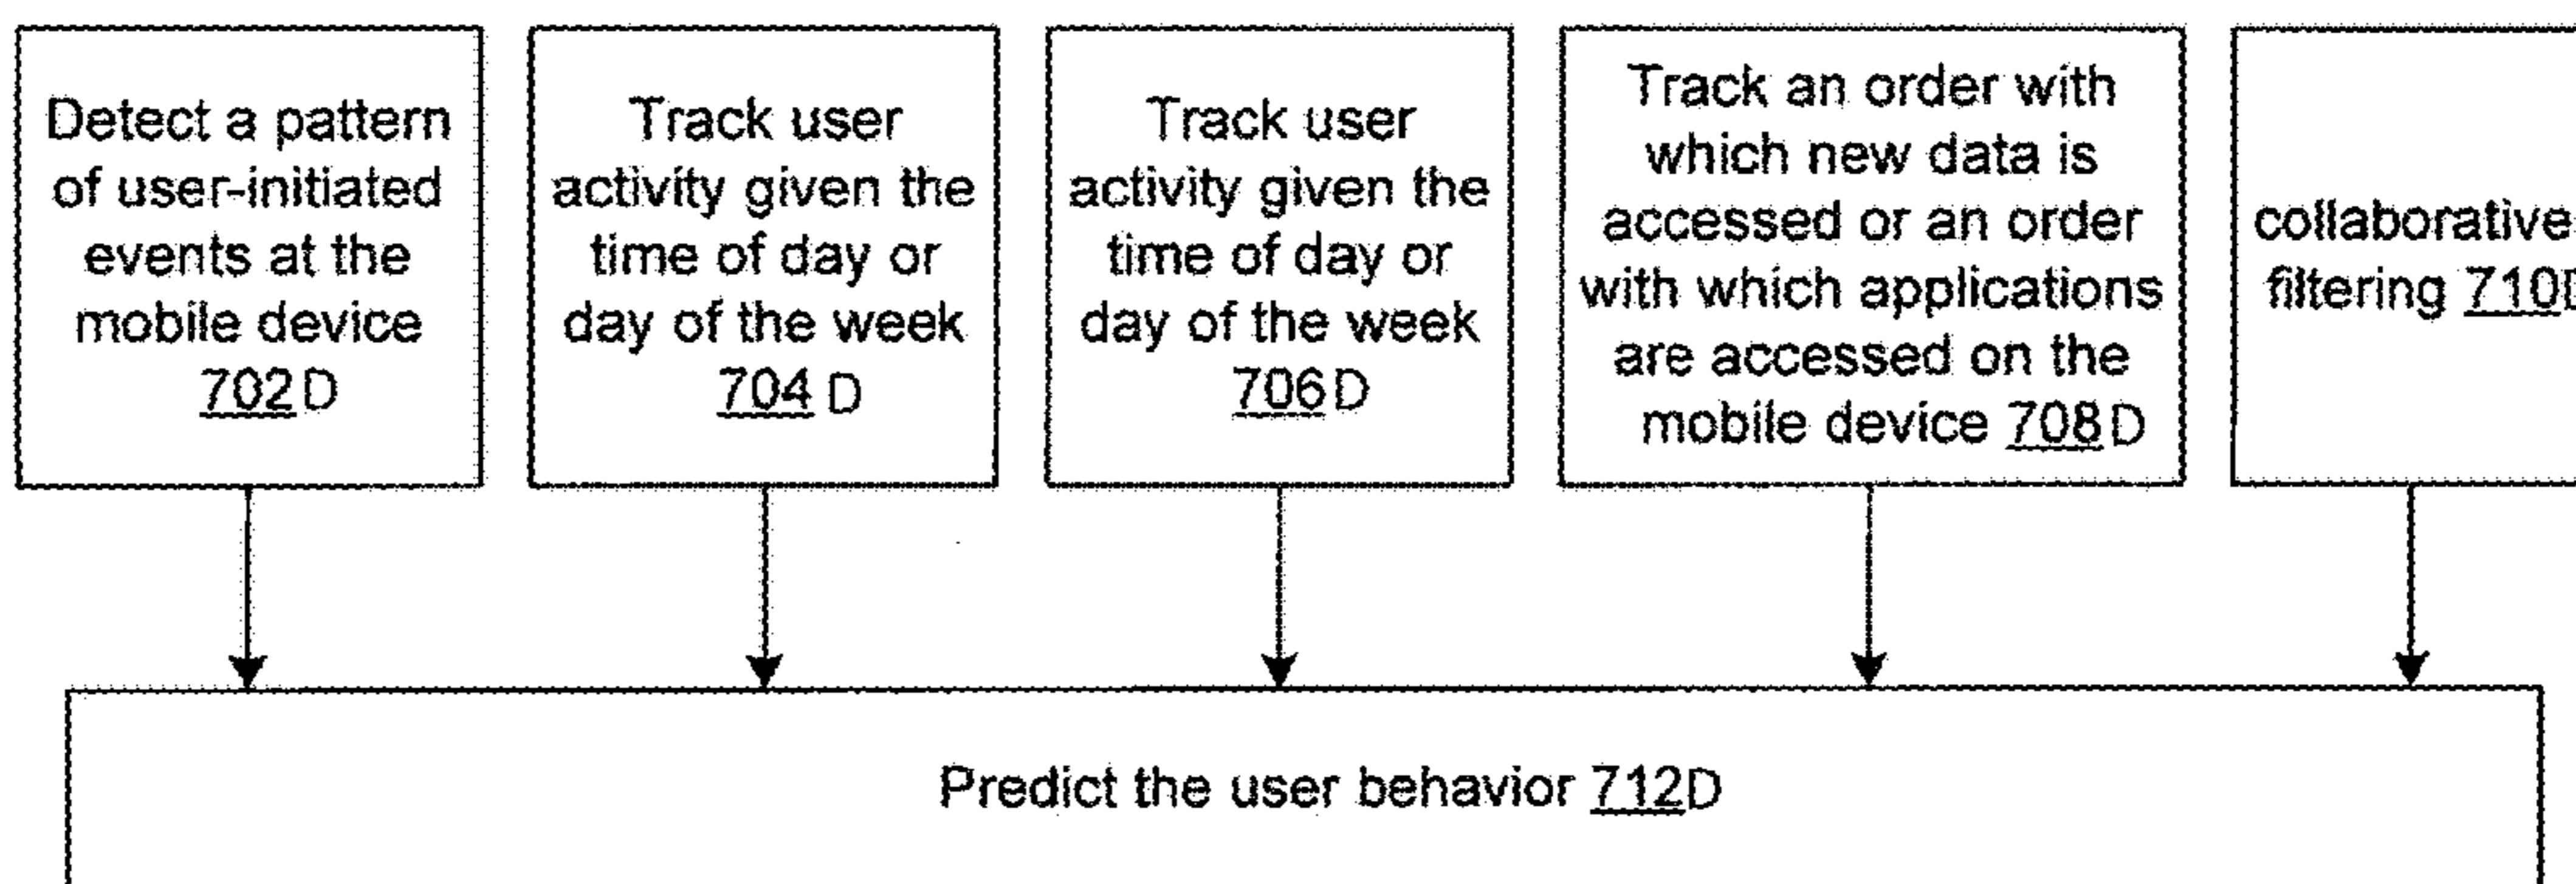 Detect a pattern
of user-initiated
events at the
mobile device
702D
Track user
activity given the
time of day or
day of the week
704 D
Track user
activity given the
time of day or
day of the week
706D
Track an order with
which new data is
accessed or an order
with which applications
are accessed on the
mobile device 708D
collaborative
filtering 710D
Predict the user behavior 712D